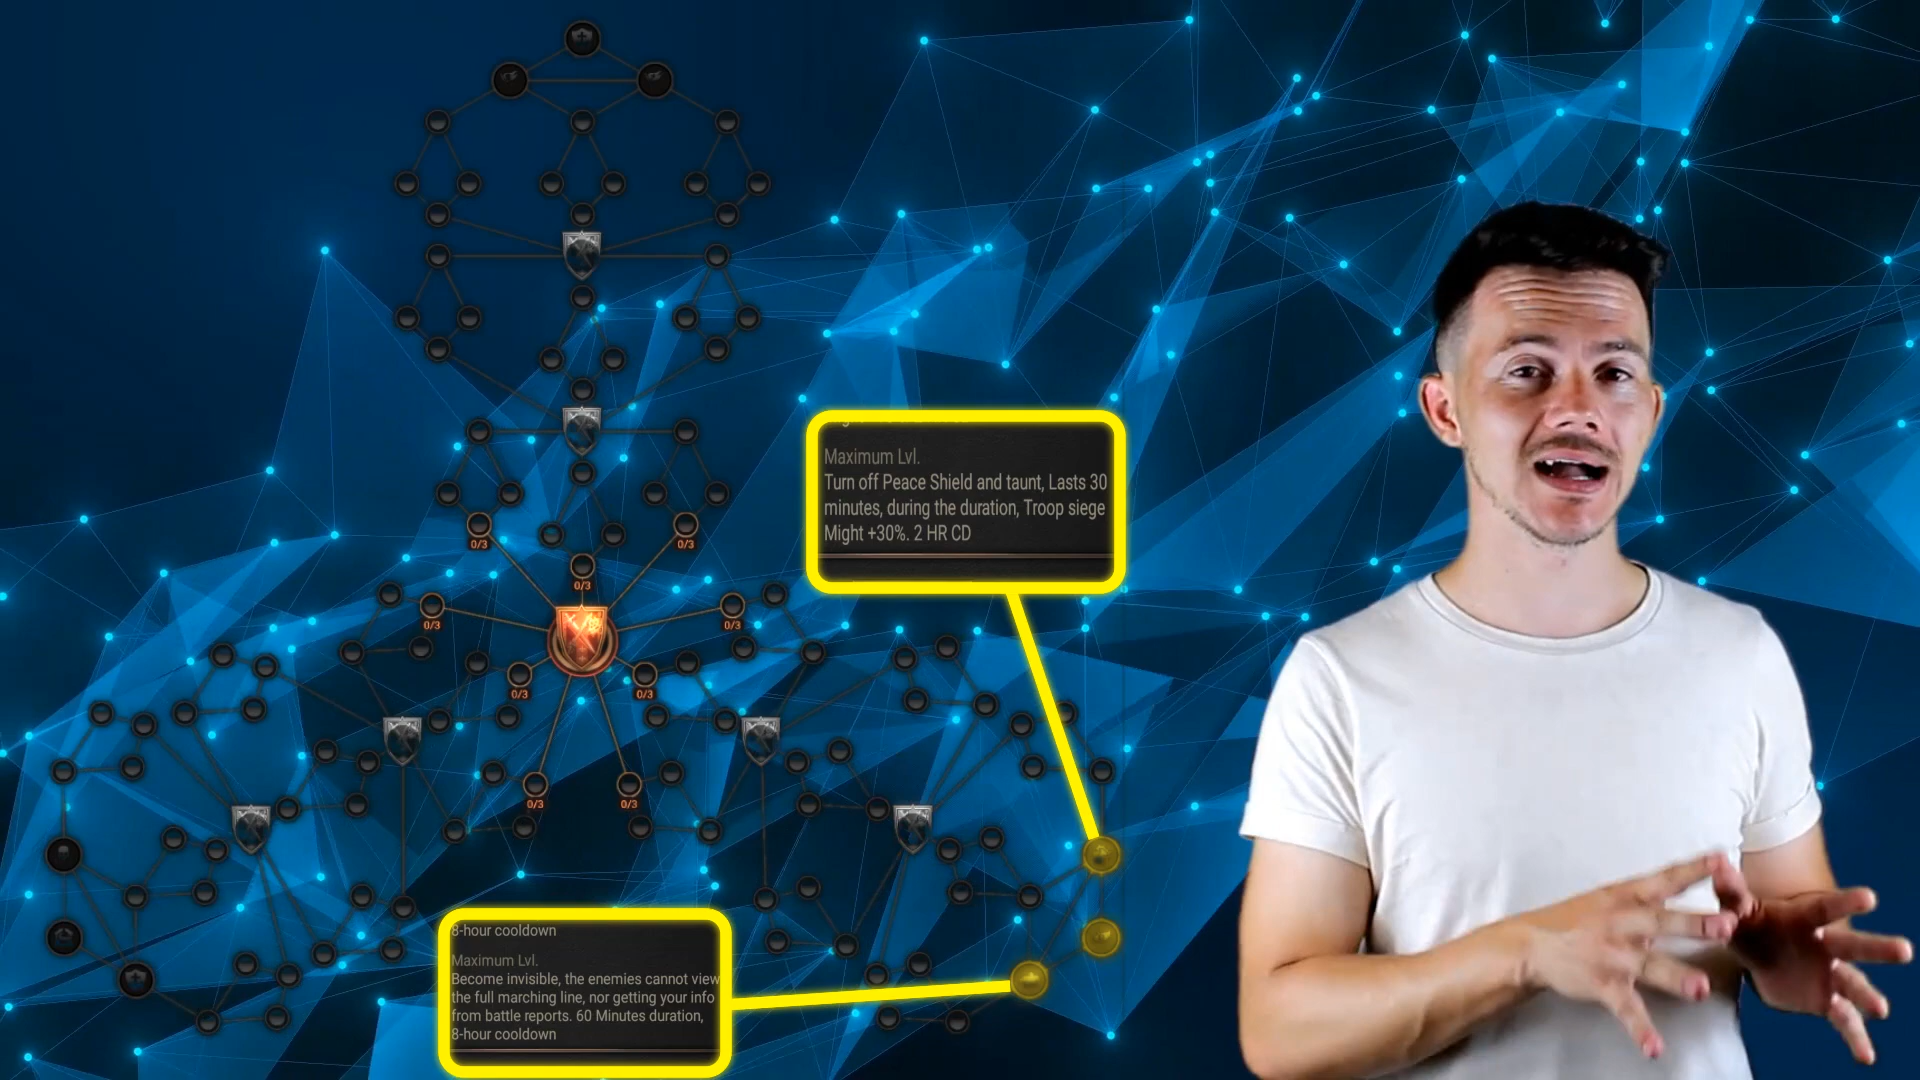 Maximum Lvl.
Turn off Peace Shield and taunt, Lasts 30
minutes, during the duration, Troop siege
Might +30%. 2 HR CD
0/3
0/3
0/3
0/3
0/3
0/3
0/3
0/3
0/3
8-hour cooldown
Maximum Lvl.
Become invisible, the enemies cannot view
the full marching line, nor getting your info
from battle reports. 60 Minutes duration,
8-hour cooldown